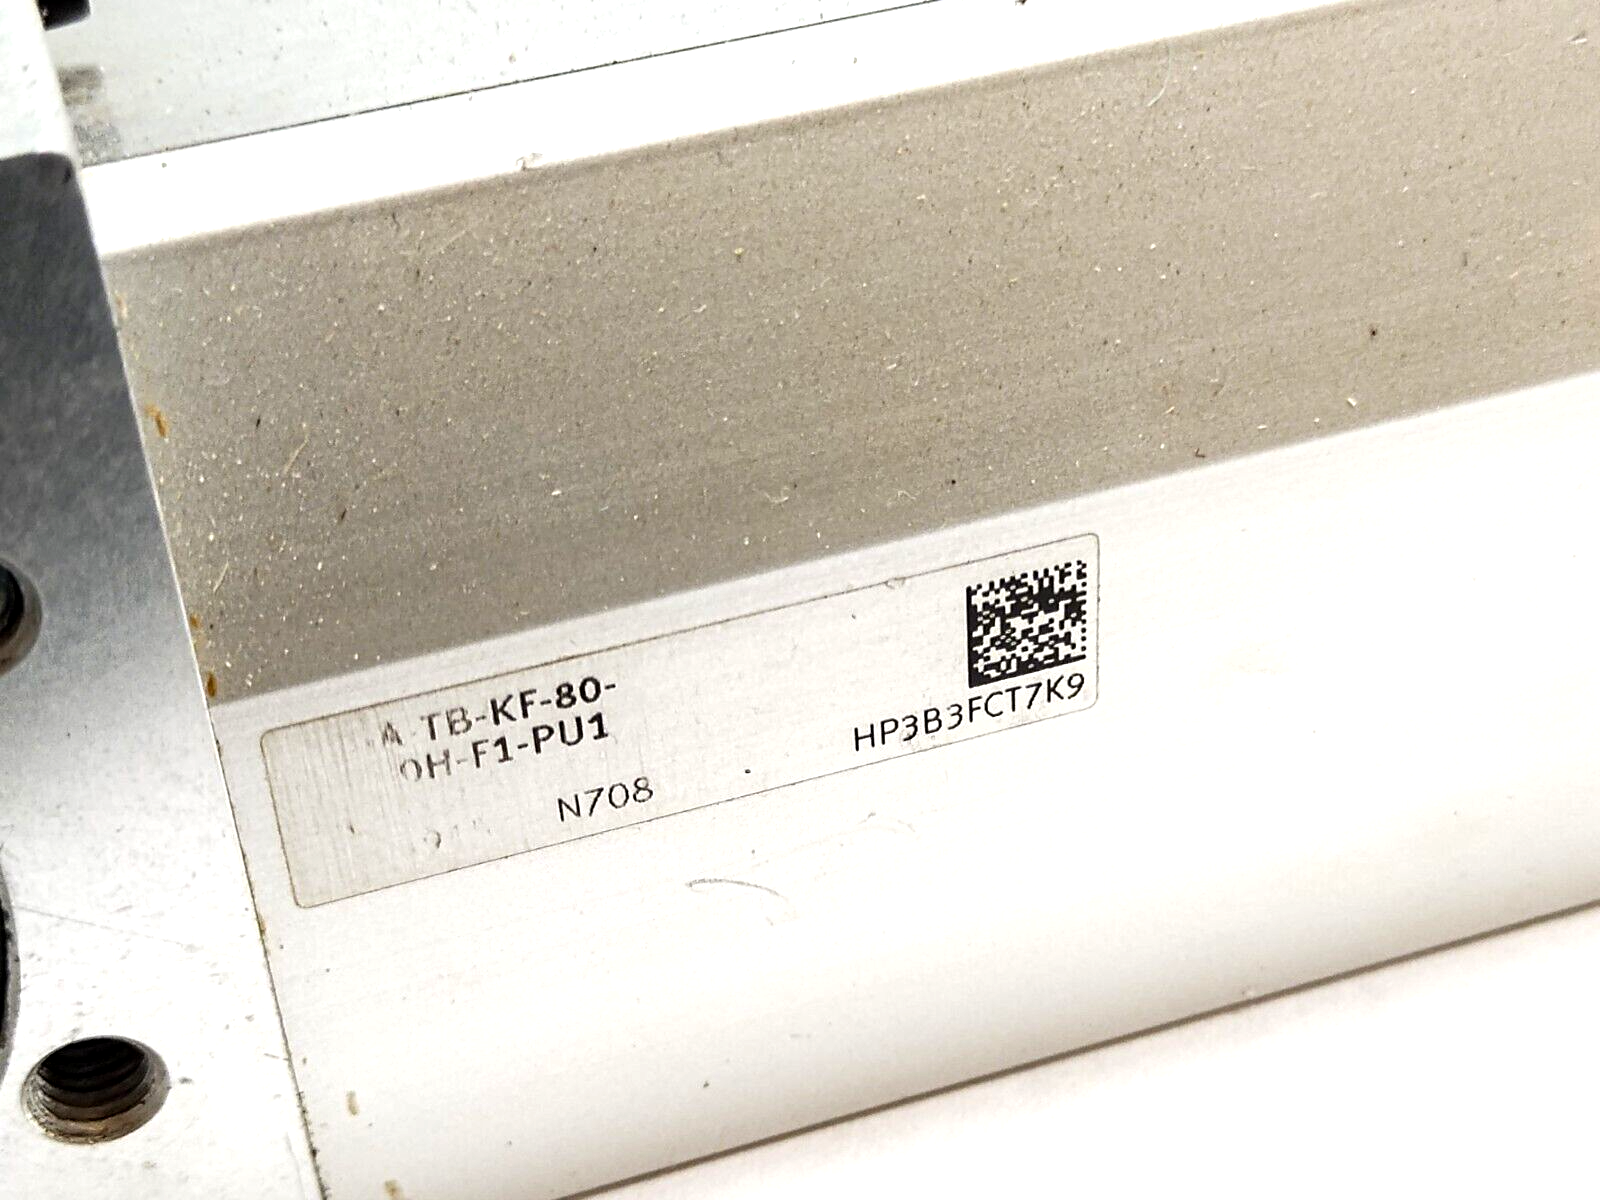 A-TB-KF-80-
0H-F1-PU1
N708
HP3B3FCT7K9